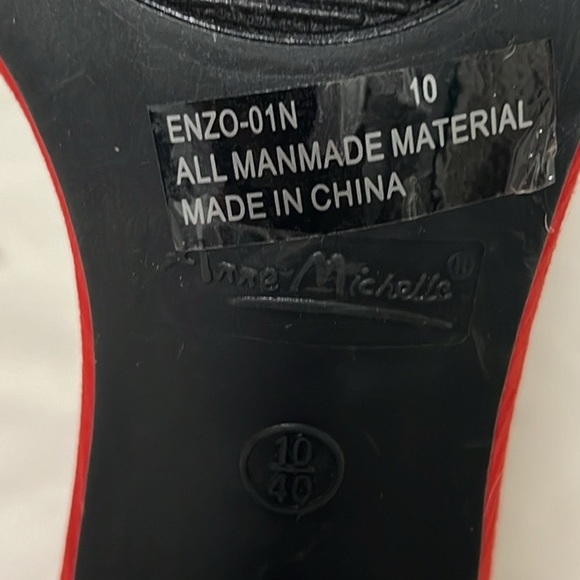 ENZO-01N 10
ALL MANMADE MATERIAL
MADE IN CHINA
Anne Michelle
10
40